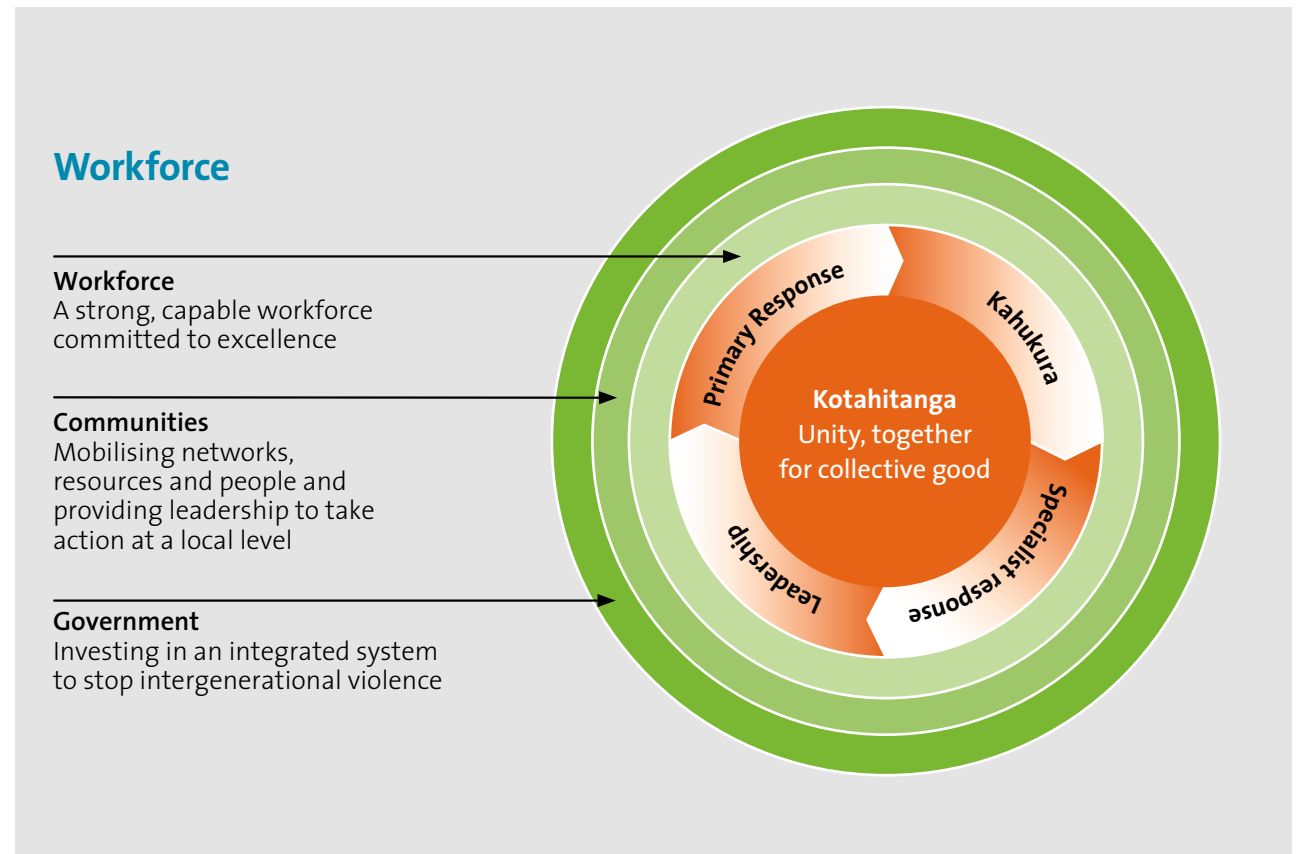 Workforce
Workforce
A strong, capable workforce
committed to excellence
Communities
Mobilising networks,
resources and people and
providing leadership to take
action at a local level
Government
Investing in an integrated system
to stop intergenerational violence
Primary Response
Kahukura
Specialist response
Leadership
Kotahitanga
Unity, together
for collective good